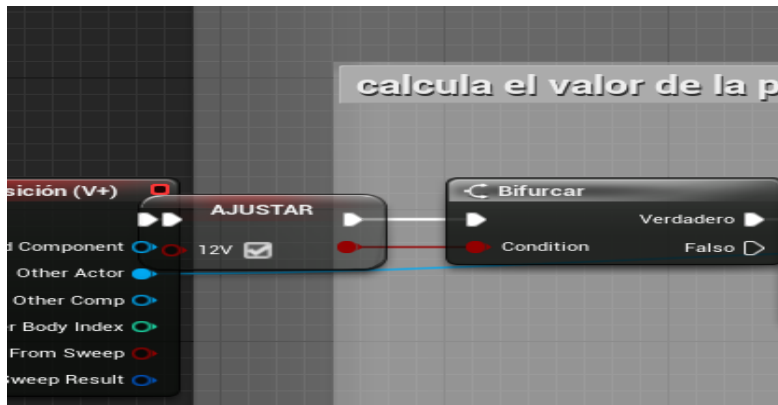 calcula el valor de la p
sición (V+)
d Component
Other Actor
Other Comp
r Body Index
From Sweep
Sweep Result
AJUSTAR
12V
Bifurcar
Verdadero
Condition
Falso